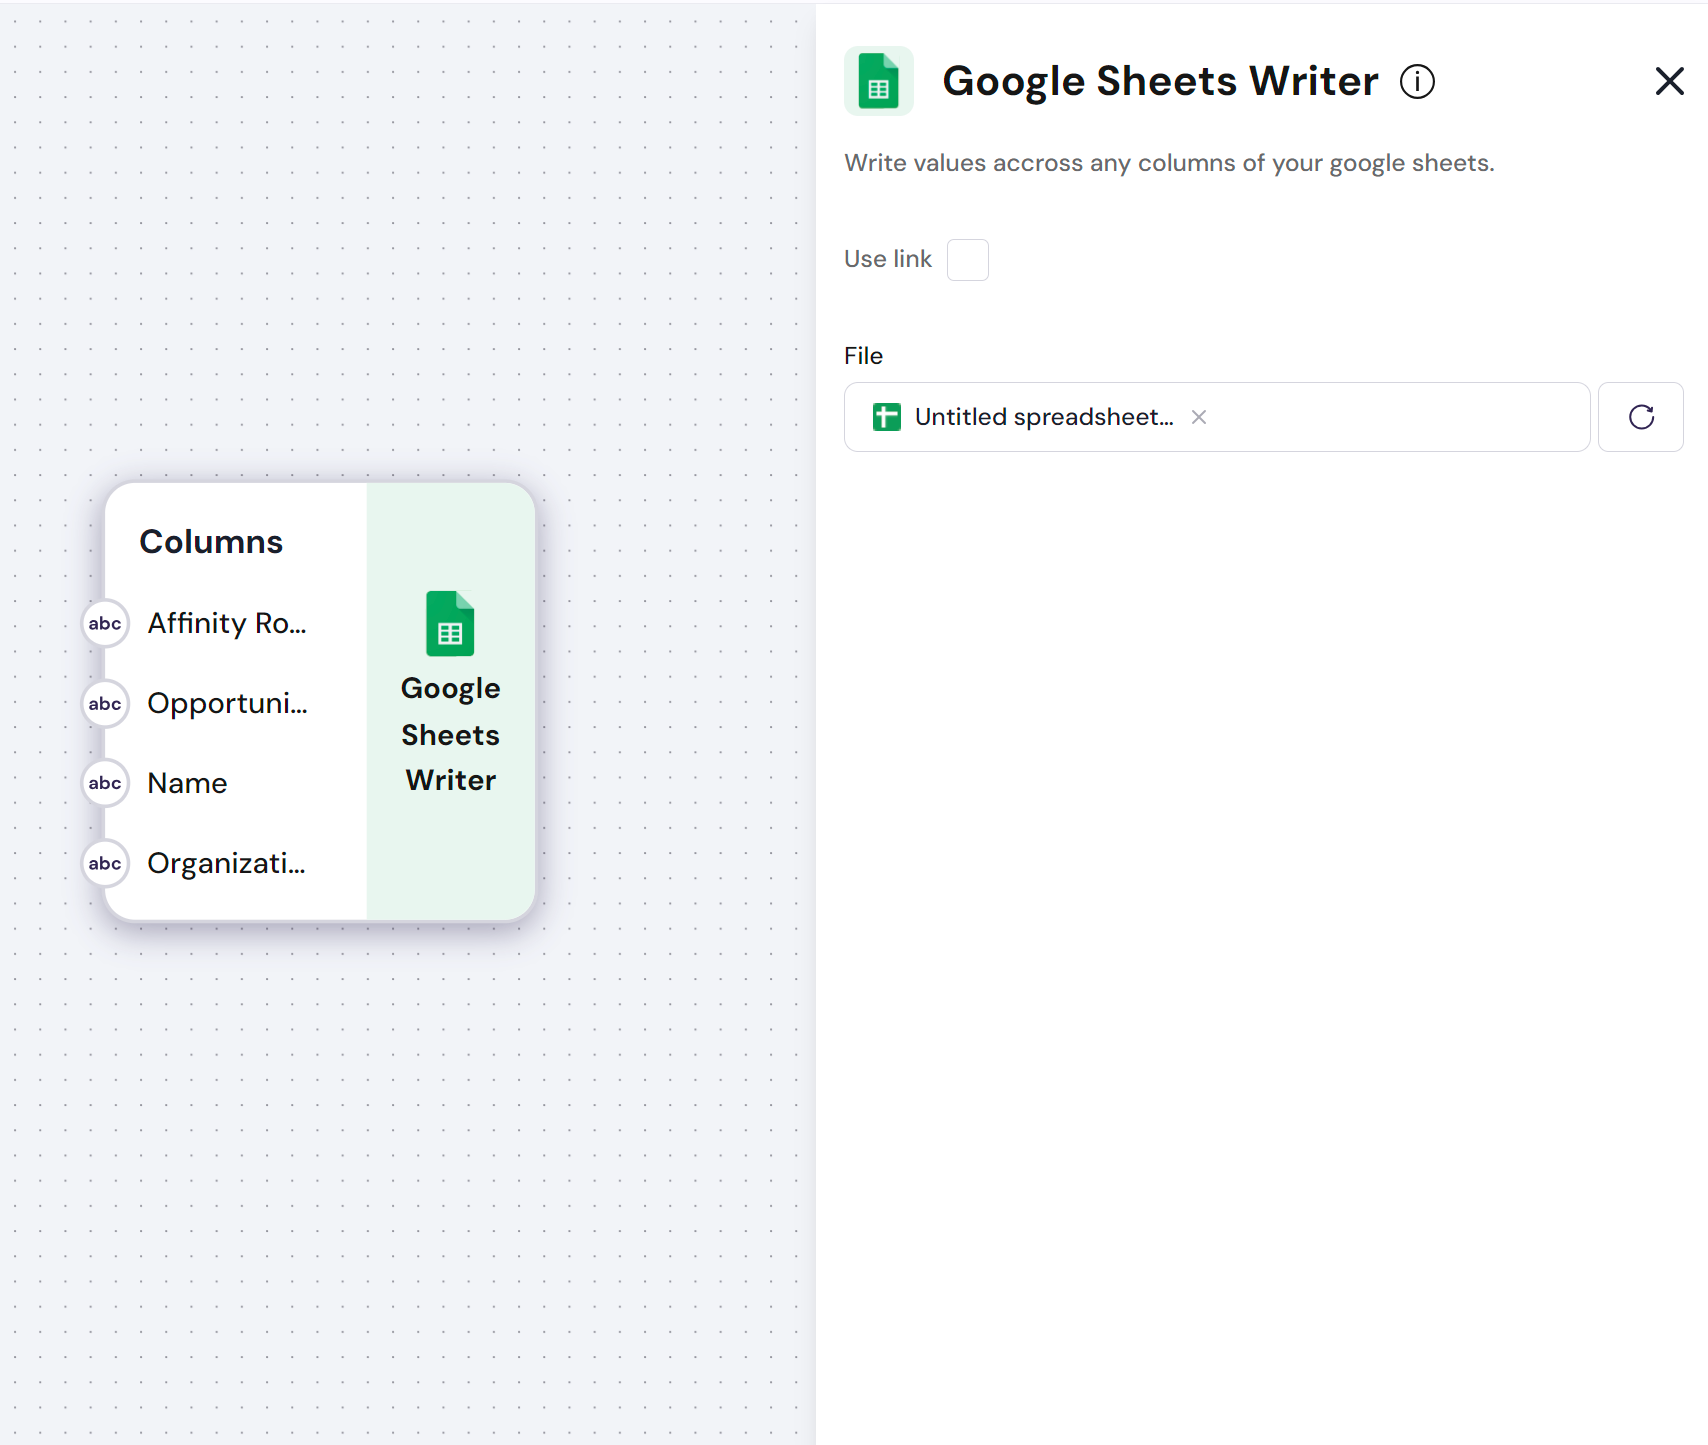 Columns
abc Affinity Ro...
abc Opportuni...
abc Name
abc Organizati...
Google
Sheets
Writer
Google Sheets Writer
Write values accross any columns of your google sheets.
Use link
File
Untitled spreadsheet...